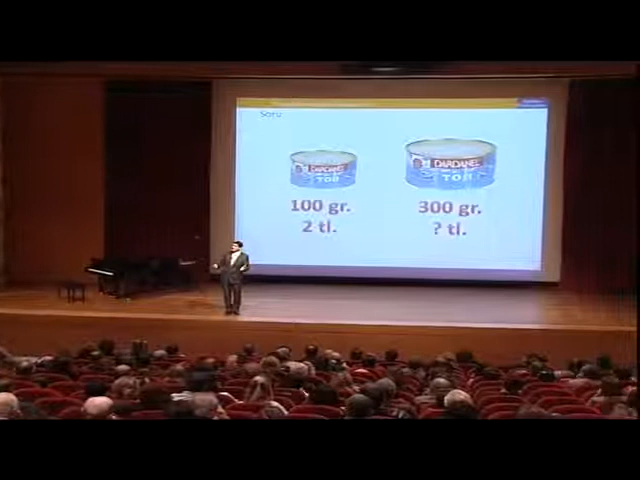 Soru
DARDANEL
TON
100 gr.
2 tl.
DARDANEL
TON
300 gr.
? tl.